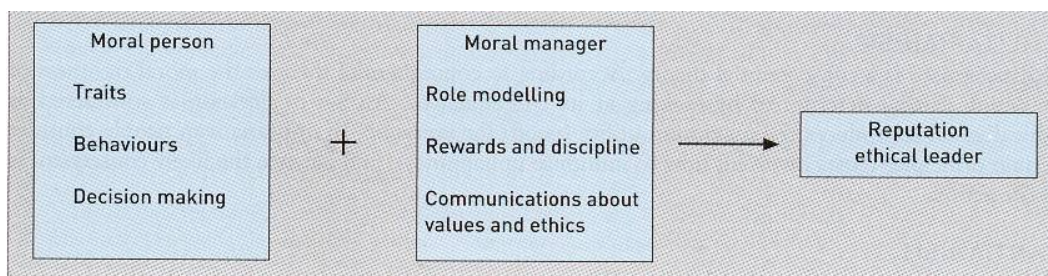 Moral person
Traits
Behaviours
Decision making
+
Moral manager
Role modelling
Rewards and discipline
Communications about
values and ethics
Reputation
ethical leader